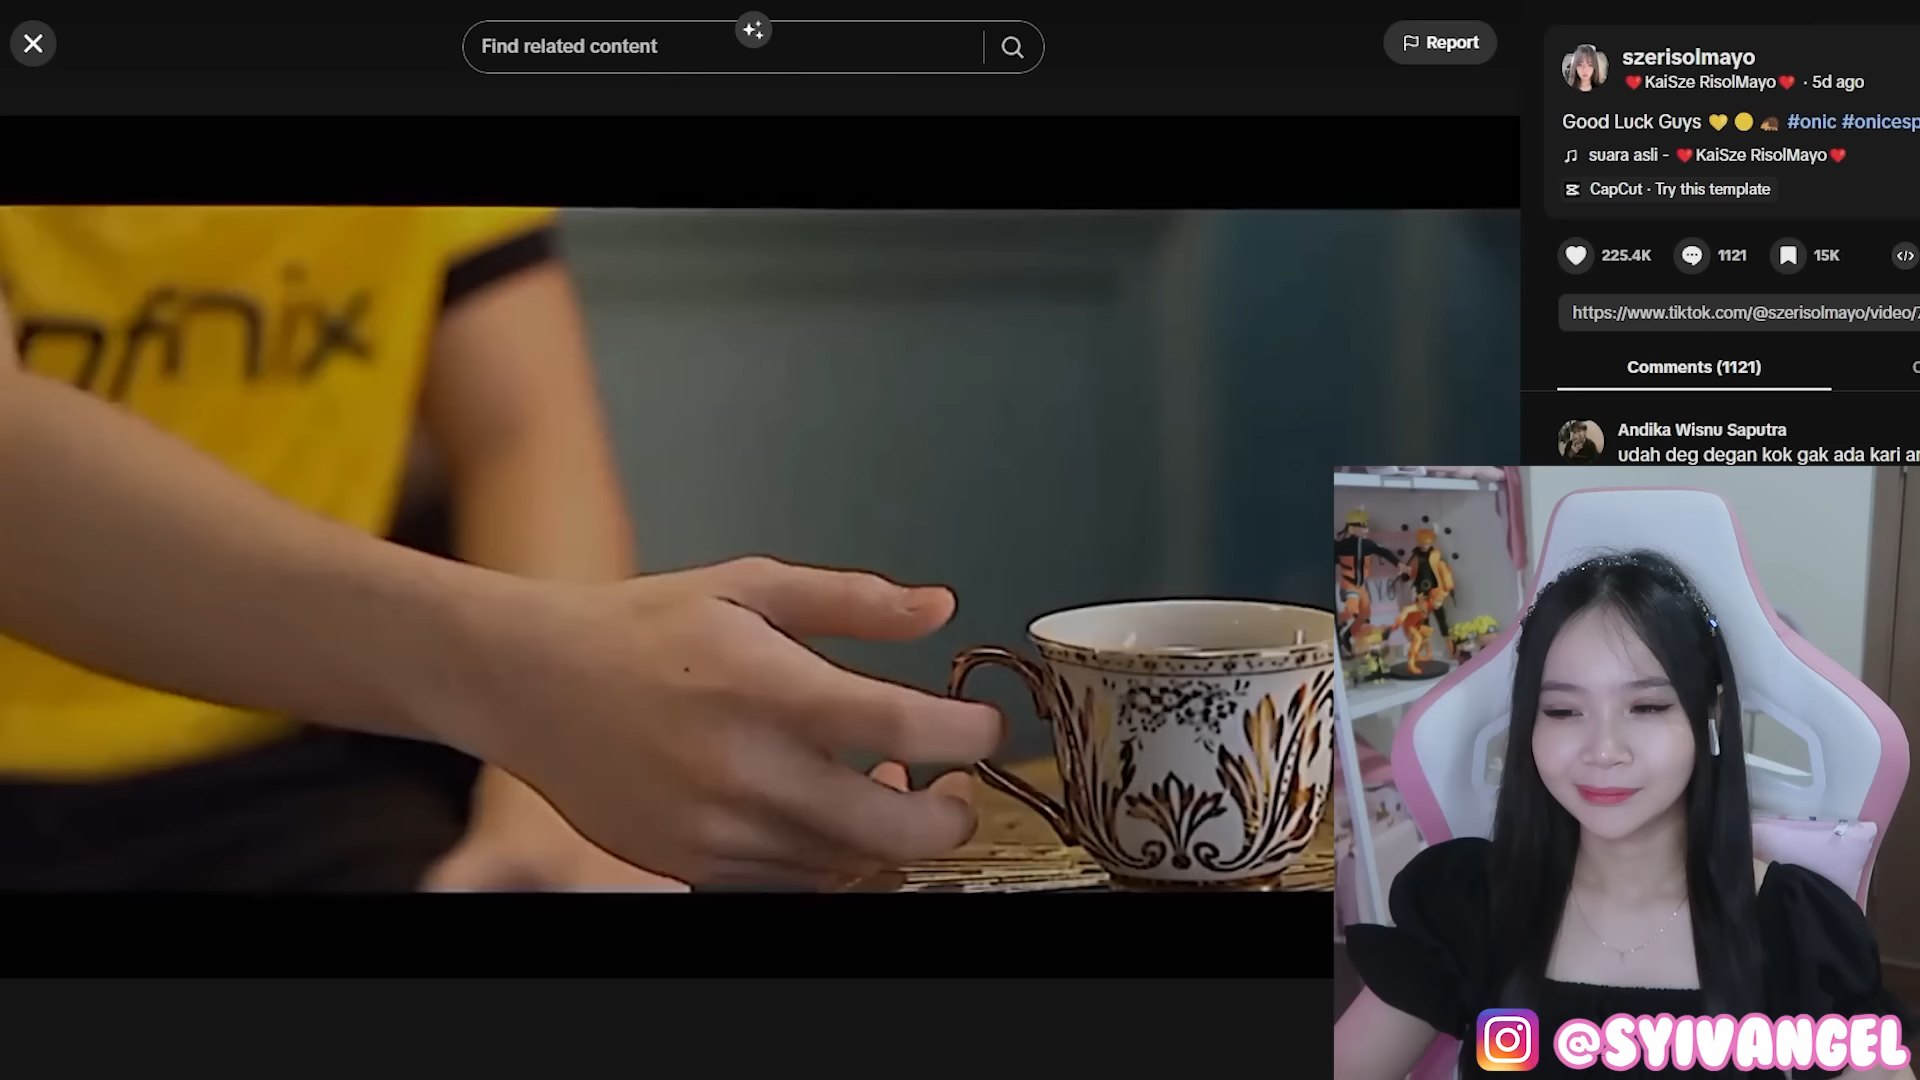 Find related content
Report
szerisolmayo
❤️KaiSze RisolMayo❤️ · 5d ago
Good Luck Guys 💛 🟡 🦔 #onic #onicesp
suara asli - ❤️KaiSze RisolMayo❤️
CapCut · Try this template
225.4K
1121
15K
https://www.tiktok.com/@szerisolmayo/video/7
Comments (1121)
Andika Wisnu Saputra
udah deg degan kok gak ada kari ar
@SYIVANGEL